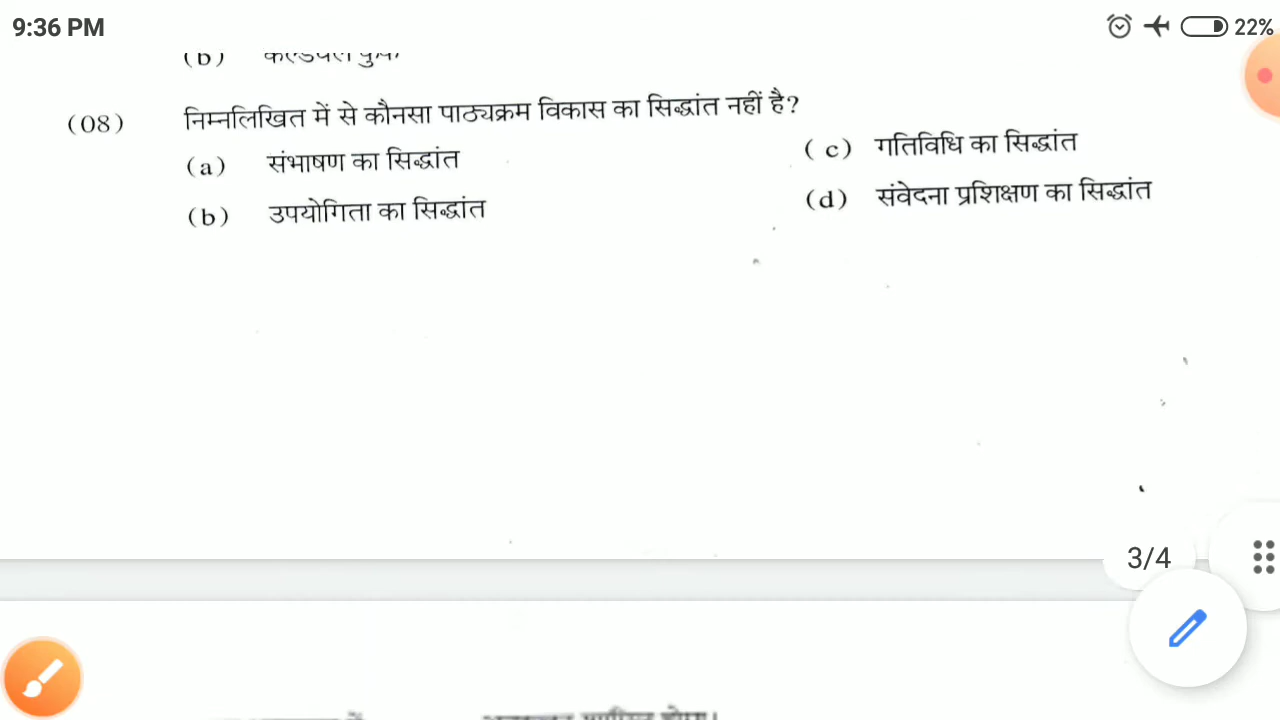 9:36 PM
22%
(08) निम्नलिखित में से कौनसा पाठ्यक्रम विकास का सिद्धांत नहीं है?
(a) संभाषण का सिद्धांत
(c) गतिविधि का सिद्धांत
(b) उपयोगिता का सिद्धांत
(d) संवेदना प्रशिक्षण का सिद्धांत
3/4